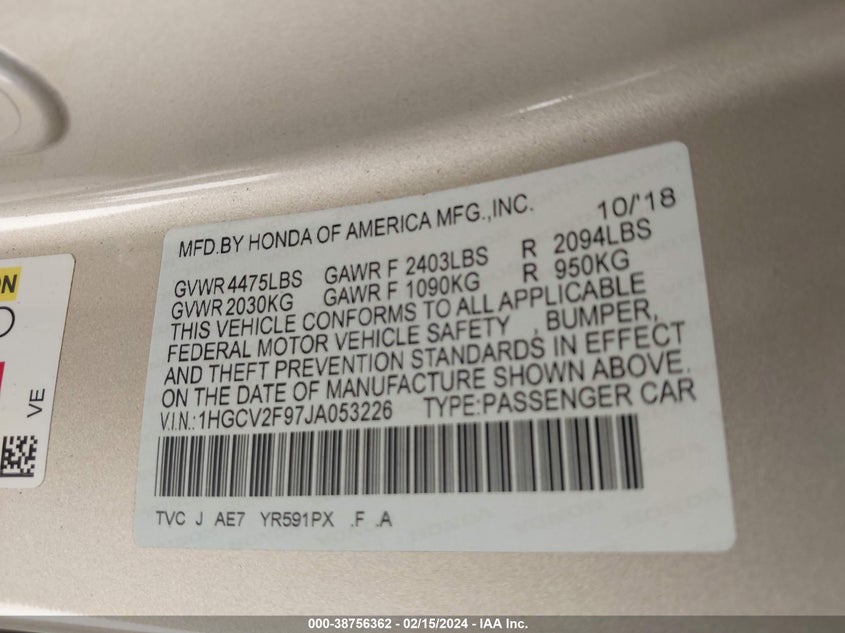 MFD.BY HONDA OF AMERICA MFG.,INC. 10/'18
GVWR 4475LBS GAWR F 2403LBS R 2094LBS
GVWR 2030KG GAWR F 1090KG R 950KG
THIS VEHICLE CONFORMS TO ALL APPLICABLE
FEDERAL MOTOR VEHICLE SAFETY , BUMPER,
AND THEFT PREVENTION STANDARDS IN EFFECT
ON THE DATE OF MANUFACTURE SHOWN ABOVE.
V.I.N.:1HGCV2F97JA053226 TYPE:PASSENGER CAR
TVC J AE7 YR591PX .F .A
VE
000-38756362 - 02/15/2024 - IAA Inc.